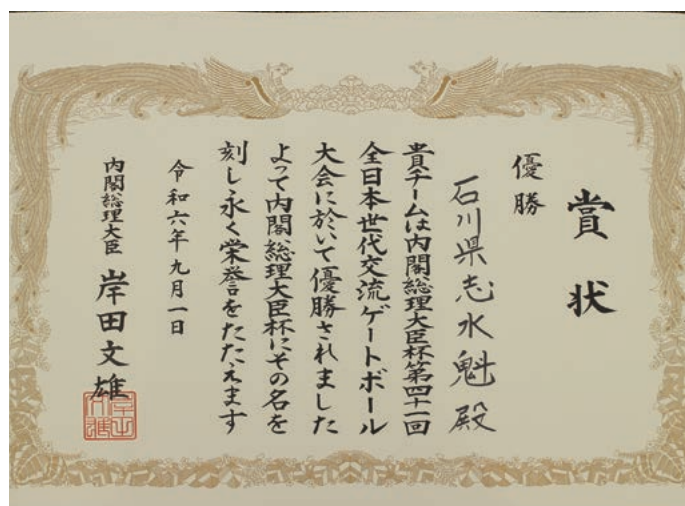 賞状
優勝
石川県志水魁殿
貴チームは内閣総理大臣杯第四十一回
全日本世代交流ゲートボール
大会に於いて優勝されました
よって内閣総理大臣杯にその名を
刻し永く栄誉をたたえます
令和六年九月一日
内閣総理大臣 岸田文雄